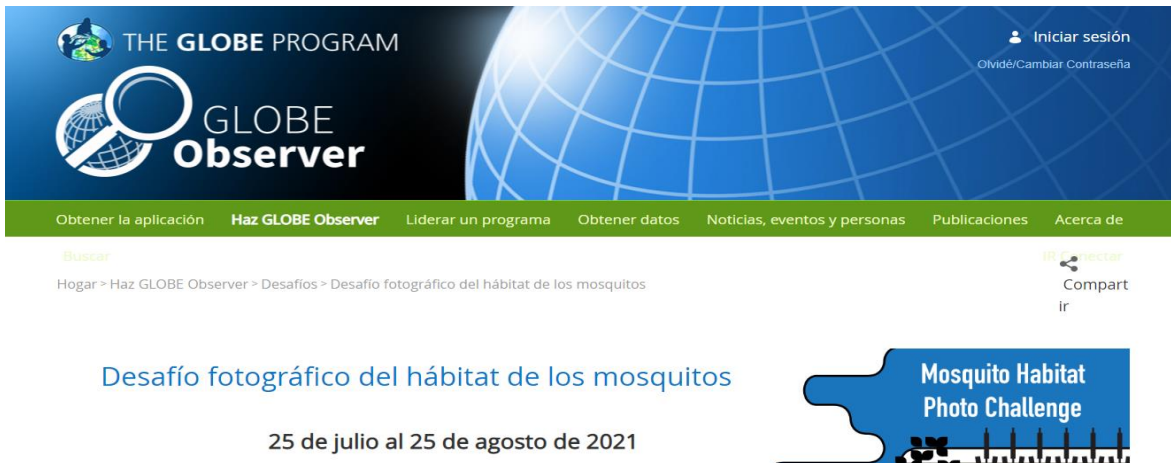 THE GLOBE PROGRAM
Iniciar sesión
Olvidé/Cambiar Contraseña
GLOBE
Observer
Obtener la aplicación Haz GLOBE Observer Liderar un programa Obtener datos Noticias, eventos y personas Publicaciones Acerca de
Buscar
Hogar > Haz GLOBE Observer > Desafíos > Desafío fotográfico del hábitat de los mosquitos
Compart
ir
Desafío fotográfico del hábitat de los mosquitos
25 de julio al 25 de agosto de 2021
Mosquito Habitat
Photo Challenge